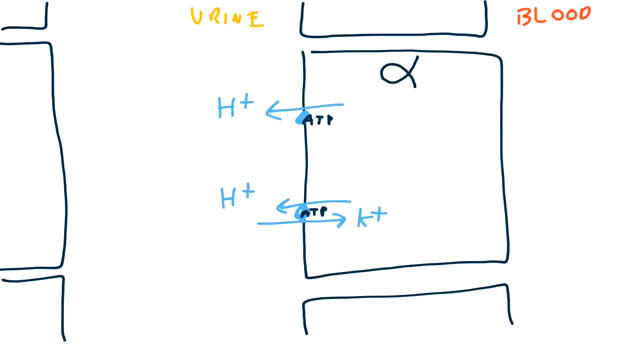 URINE
BLOOD
α
H+
ATP
H+
ATP
K+